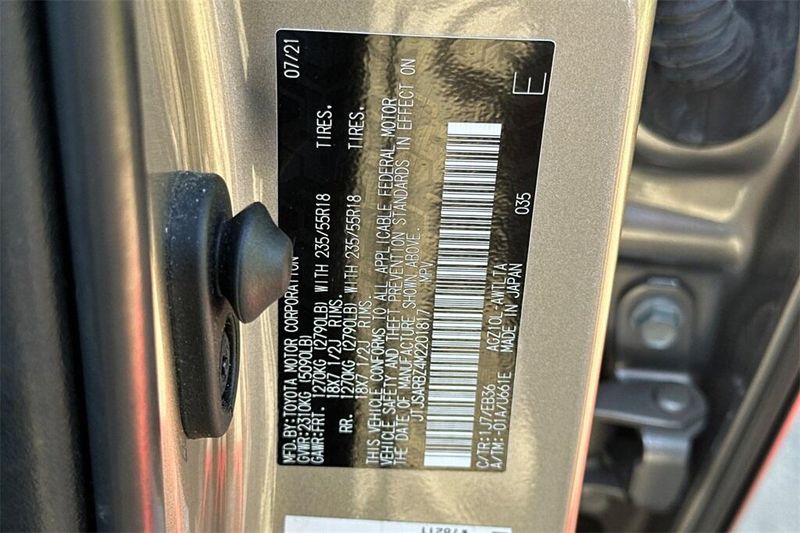 MFD.BY:TOYOTA MOTOR CORPORATION 07/21
GVWR:2310KG (5090LB)
GAWR:FRT. 1270KG (2790LB) WITH 235/55R18 TIRES.
18X7 1/2J RIMS.
RR. 1270KG (2790LB) WITH 235/55R18 TIRES.
18X7 1/2J RIMS.
THIS VEHICLE CONFORMS TO ALL APPLICABLE FEDERAL MOTOR
VEHICLE SAFETY AND THEFT PREVENTION STANDARDS IN EFFECT ON
THE DATE OF MANUFACTURE SHOWN ABOVE.
MPV
C/TR:1J7/EB36 AGZ10L-AWTLTA 035
A/TM:-01A/U661E MADE IN JAPAN
E